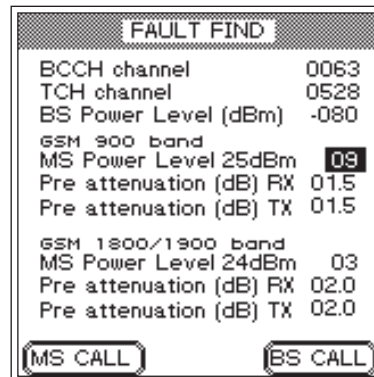 FAULT FIND
BCCH channel 0063
TCH channel 0528
BS Power Level (dBm) -080
GSM 900 band
MS Power Level 25dBm 09
Pre attenuation (dB) RX 01.5
Pre attenuation (dB) TX 01.5
GSM 1800/1900 band
MS Power Level 24dBm 03
Pre attenuation (dB) RX 02.0
Pre attenuation (dB) TX 02.0
MS CALL BS CALL